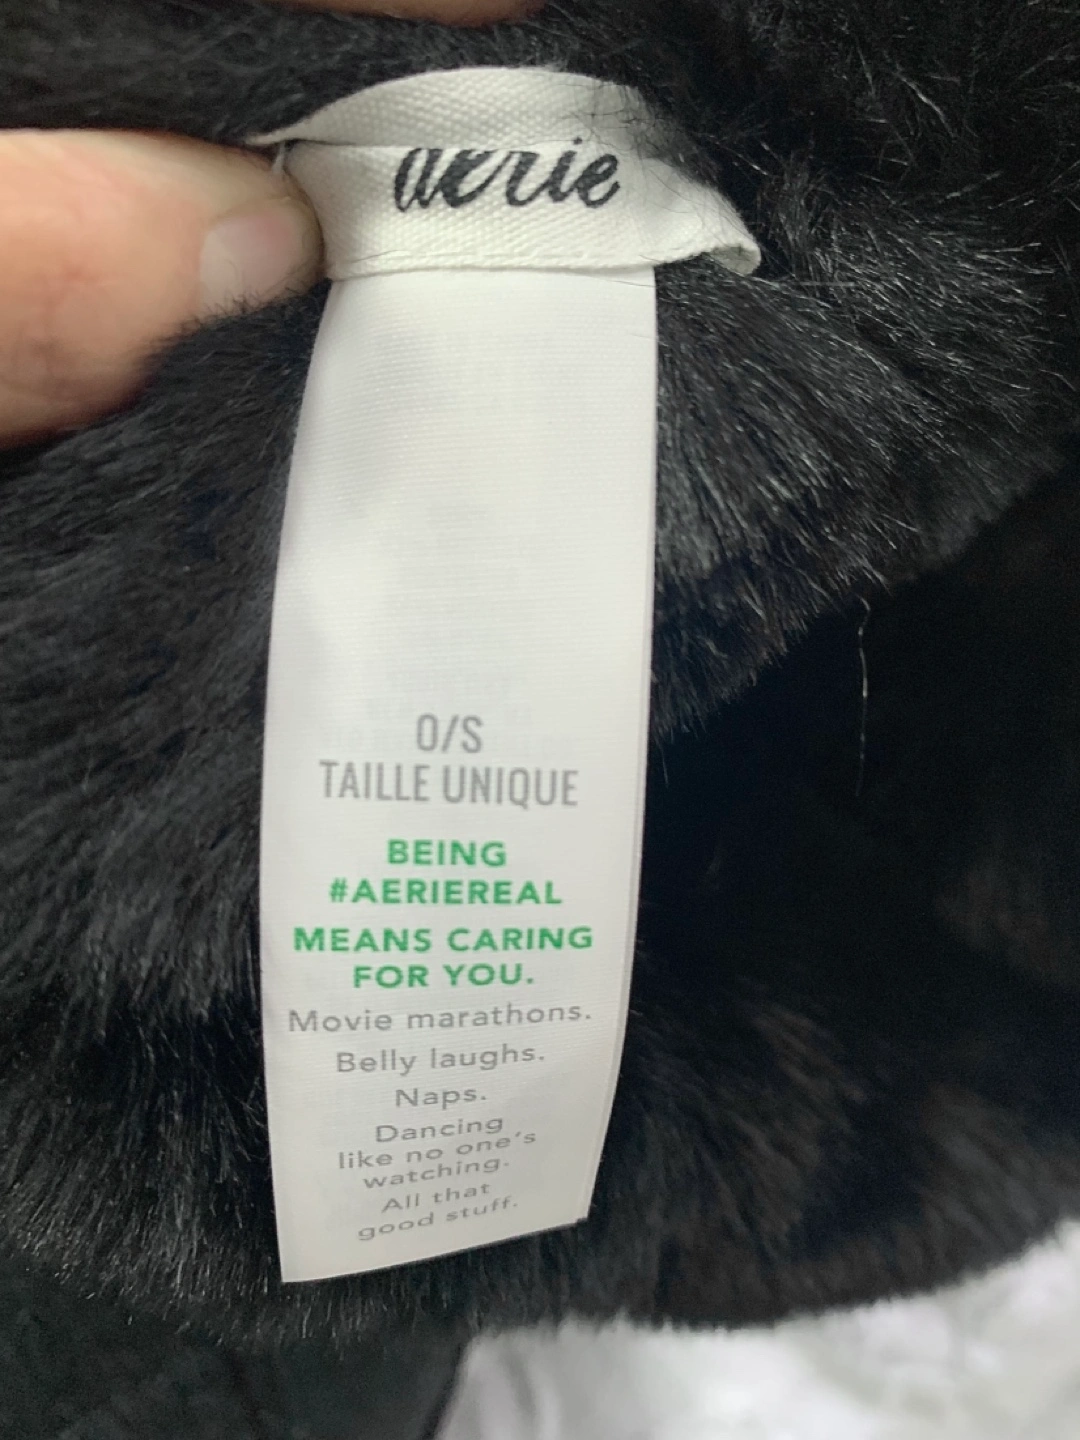 aerie
O/S
TAILLE UNIQUE
BEING
#AERIEREAL
MEANS CARING
FOR YOU.
Movie marathons.
Belly laughs.
Naps.
Dancing
like no one's
watching.
All that
good stuff.